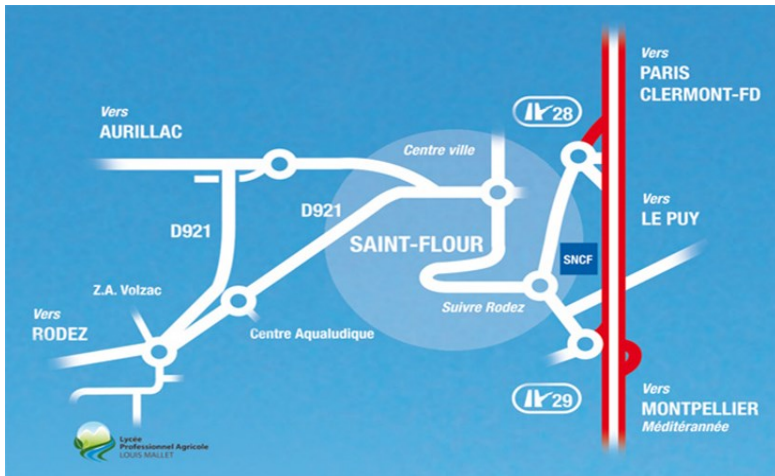 Vers
PARIS
CLERMONT-FD
28
Vers
AURILLAC
Centre ville
D921
Vers
LE PUY
D921
SAINT-FLOUR
SNCF
Z.A. Volzac
Suivre Rodez
Vers
RODEZ
Centre Aqualudique
29
Vers
MONTPELLIER
Méditérannée
Lycée
Professionnel Agricole
LOUIS MALLET